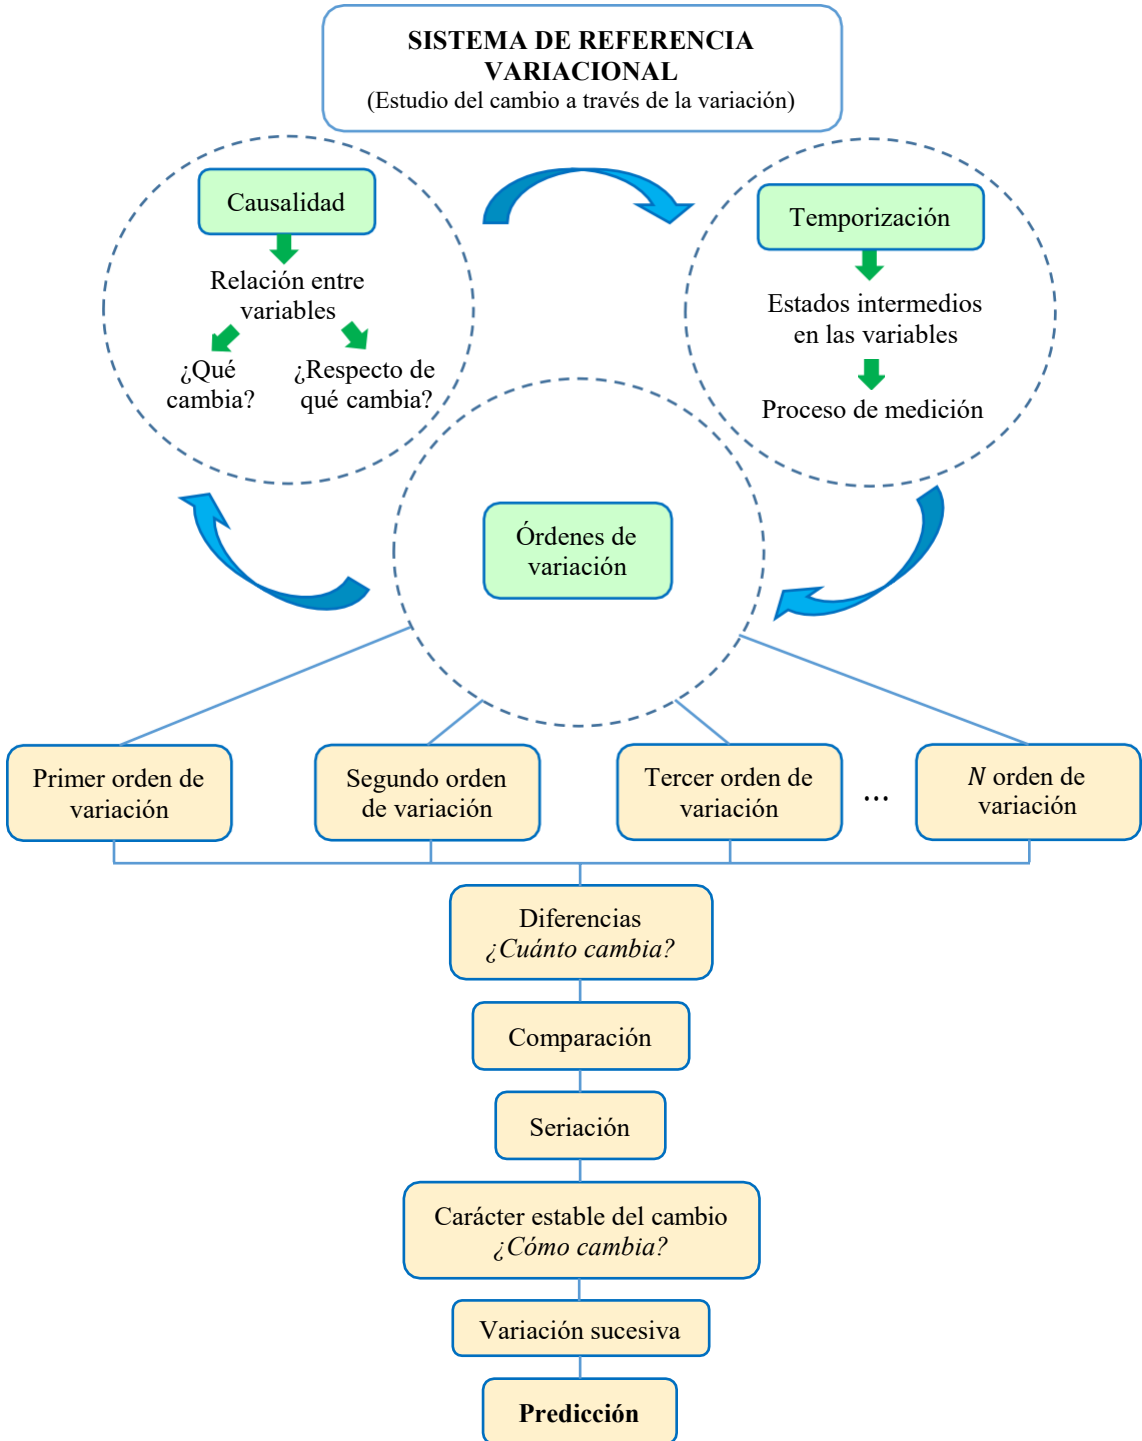 SISTEMA DE REFERENCIA
VARIACIONAL
(Estudio del cambio a través de la variación)
Causalidad
Relación entre
variables
¿Qué
cambia?
¿Respecto de
qué cambia?
Temporización
Estados intermedios
en las variables
Proceso de medición
Órdenes de
variación
Primer orden de
variación
Segundo orden
de variación
Tercer orden de
variación
...
N orden de
variación
Diferencias
¿Cuánto cambia?
Comparación
Seriación
Carácter estable del cambio
¿Cómo cambia?
Variación sucesiva
Predicción